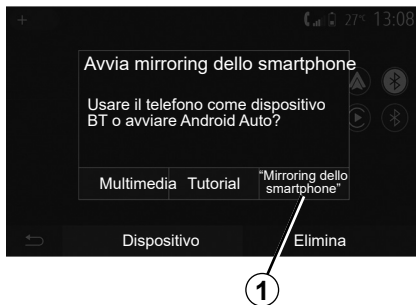 + 27°C 13:08
Avvia mirroring dello smartphone
Usare il telefono come dispositivo
BT o avviare Android Auto?
Multimedia Tutorial "Mirroring dello
smartphone"
Dispositivo Elimina
1